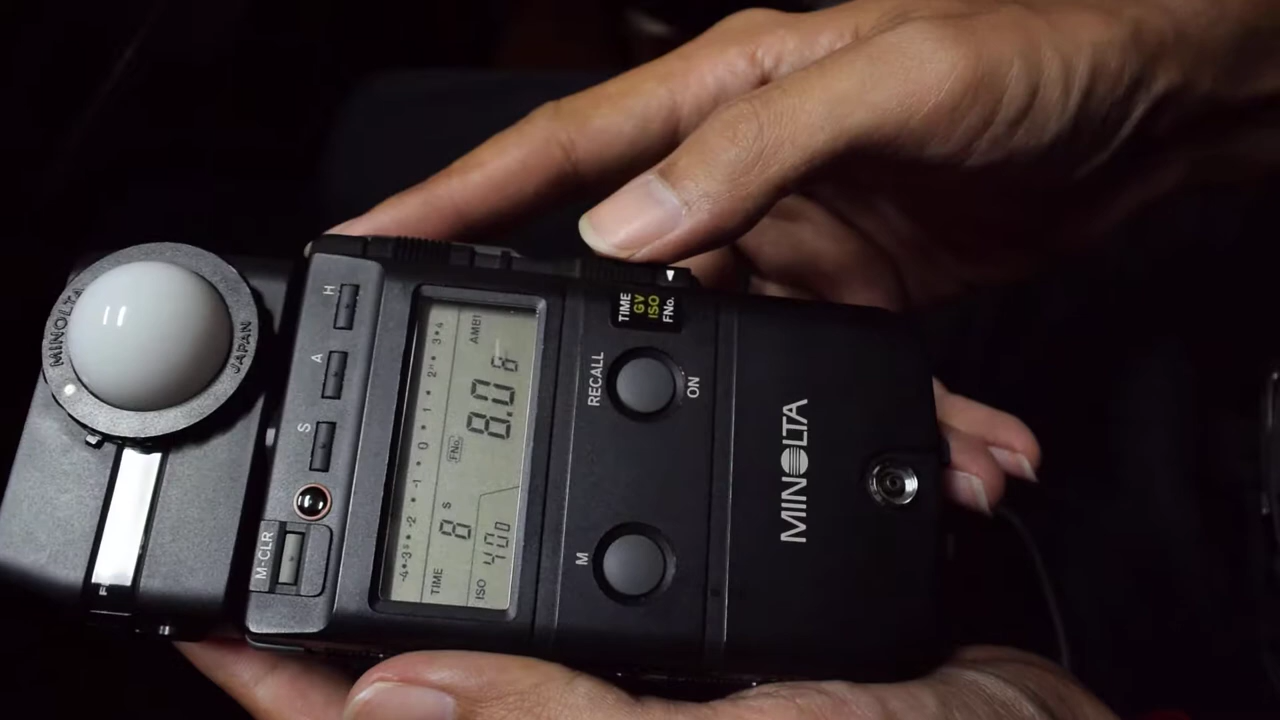 MINOLTA
JAPAN
H
A
S
M-CLR
-4•-3•-2 • -1 • 0 • 1 • 2• 3•4
TIME 8 S
FNo.
8.0 8
AMBI
ISO 400
TIME
GV
ISO
FNo.
RECALL
ON
M
MINOLTA